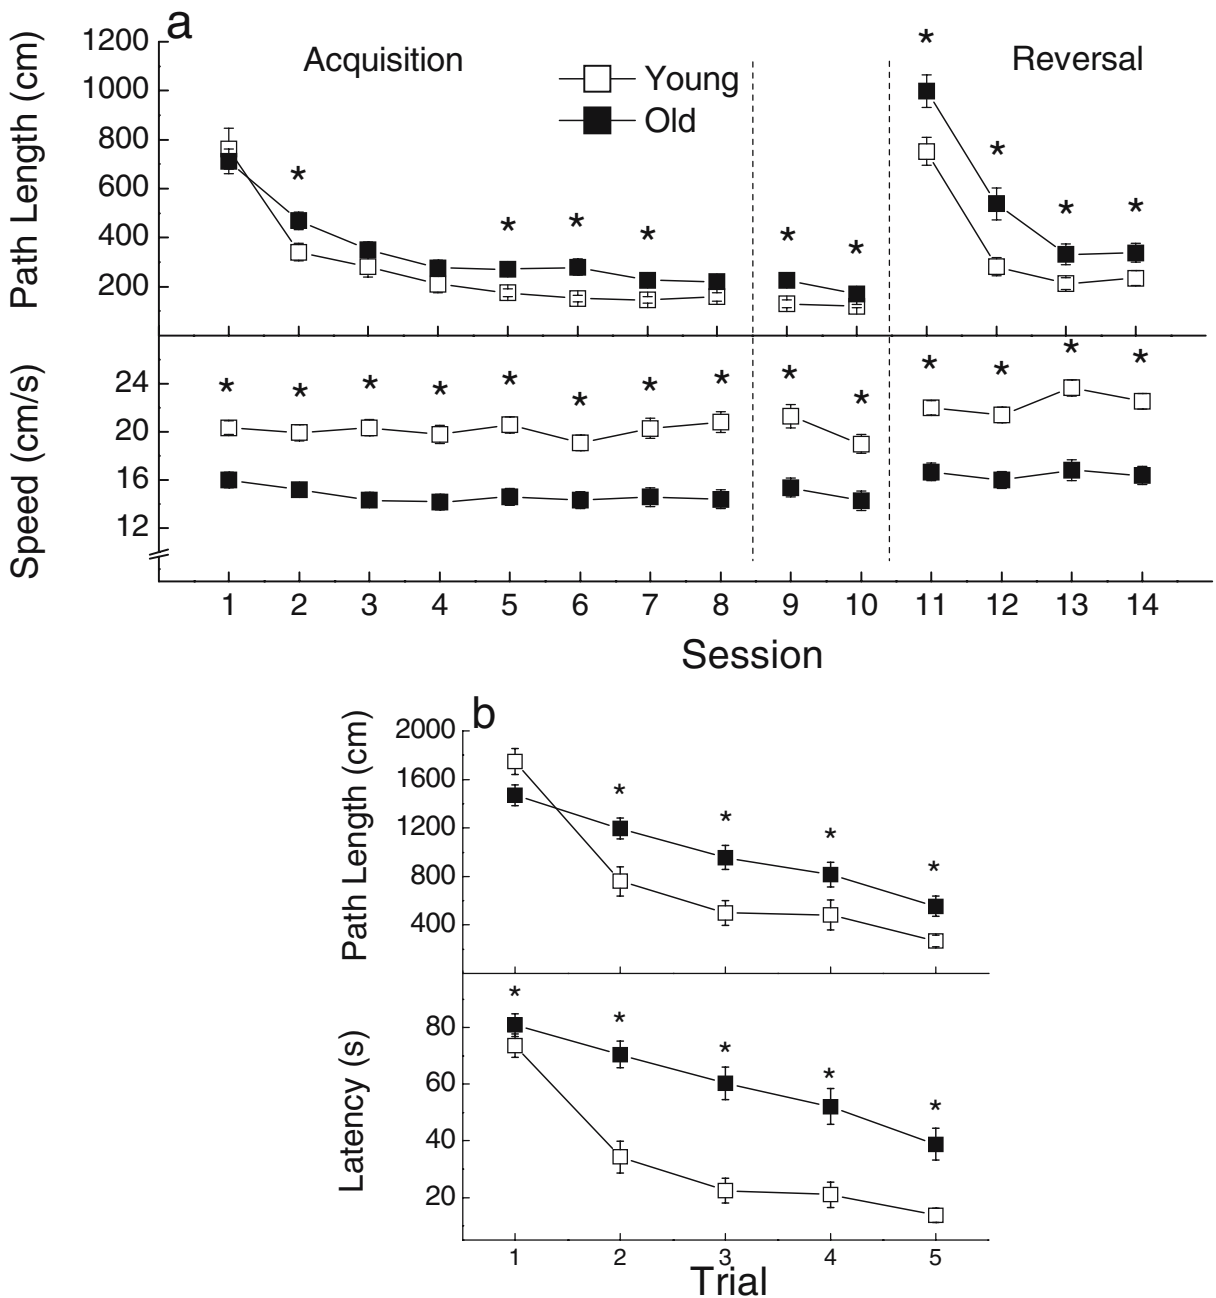 a
Path Length (cm)
1200
1000
800
600
400
200
Acquisition
Young
Old
Reversal
* * * * * * * * * *
Speed (cm/s)
24
20
16
12
* * * * * * * * * * * * * *
1 2 3 4 5 6 7 8 9 10 11 12 13 14
Session
b
Path Length (cm)
2000
1600
1200
800
400
* * * *
Latency (s)
80
60
40
20
* * * * *
1 2 3 4 5
Trial